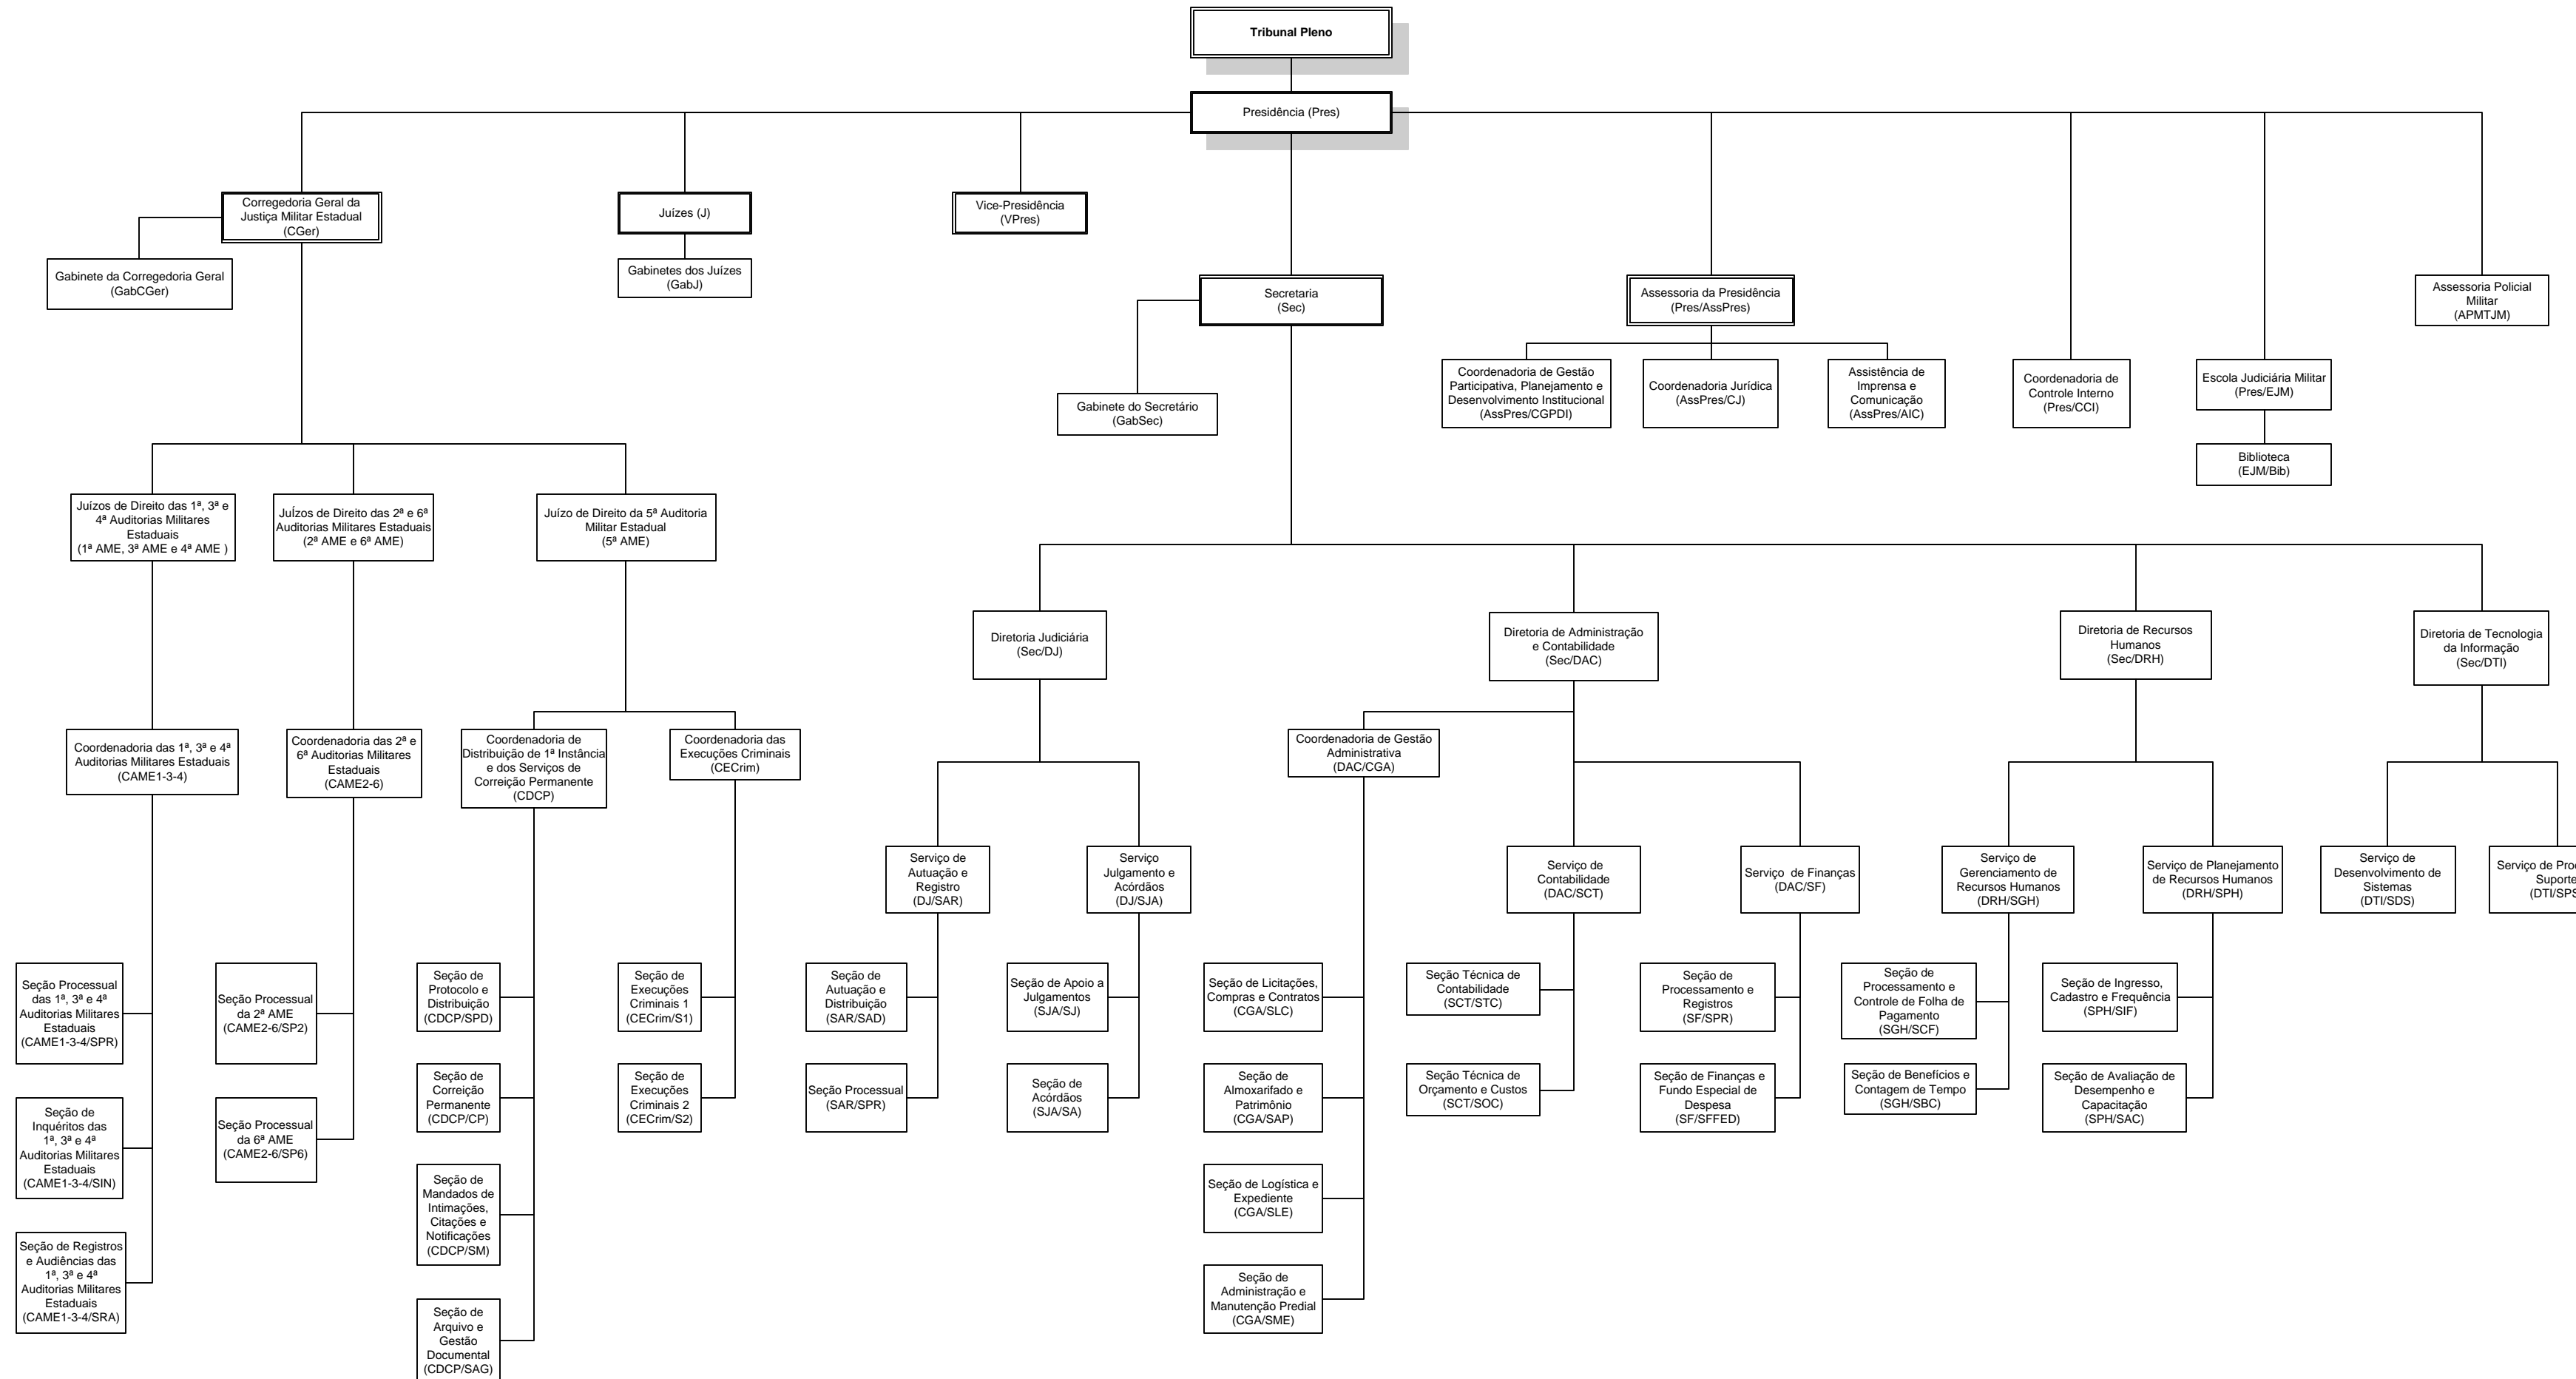 Tribunal Pleno
Presidência (Pres)
Corregedoria Geral da
Justiça Militar Estadual
(CGer)
Juízes (J)
Vice-Presidência
(VPres)
Gabinete da Corregedoria Geral
(GabCGer)
Gabinetes dos Juízes
(GabJ)
Secretaria
(Sec)
Assessoria da Presidência
(Pres/AssPres)
Assessoria Policial
Militar
(APMTJM)
Gabinete do Secretário
(GabSec)
Coordenadoria de Gestão
Participativa, Planejamento e
Desenvolvimento Institucional
(AssPres/CGPDI)
Coordenadoria Jurídica
(AssPres/CJ)
Assistência de
Imprensa e
Comunicação
(AssPres/AIC)
Coordenadoria de
Controle Interno
(Pres/CCI)
Escola Judiciária Militar
(Pres/EJM)
Biblioteca
(EJM/Bib)
Juízos de Direito das 1ª, 3ª e
4ª Auditorias Militares
Estaduais
(1ª AME, 3ª AME e 4ª AME )
JuÍzos de Direito das 2ª e 6ª
Auditorias Militares Estaduais
(2ª AME e 6ª AME)
Juízo de Direito da 5ª Auditoria
Militar Estadual
(5ª AME)
Diretoria Judiciária
(Sec/DJ)
Diretoria de Administração
e Contabilidade
(Sec/DAC)
Diretoria de Recursos
Humanos
(Sec/DRH)
Diretoria de Tecnologia
da Informação
(Sec/DTI)
Coordenadoria das 1ª, 3ª e 4ª
Auditorias Militares Estaduais
(CAME1-3-4)
Coordenadoria das 2ª e
6ª Auditorias Militares
Estaduais
(CAME2-6)
Coordenadoria de
Distribuição de 1ª Instância
e dos Serviços de
Correição Permanente
(CDCP)
Coordenadoria das
Execuções Criminais
(CECrim)
Coordenadoria de Gestão
Administrativa
(DAC/CGA)
Serviço de
Autuação e
Registro
(DJ/SAR)
Serviço
Julgamento e
Acórdãos
(DJ/SJA)
Serviço de
Contabilidade
(DAC/SCT)
Serviço  de Finanças
(DAC/SF)
Serviço de
Gerenciamento de
Recursos Humanos
(DRH/SGH)
Serviço de Planejamento
de Recursos Humanos
(DRH/SPH)
Serviço de
Desenvolvimento de
Sistemas
(DTI/SDS)
Serviço de
Suporte
Seção Processual
das 1ª, 3ª e 4ª
Auditorias Militares
Estaduais
(CAME1-3-4/SPR)
Seção Processual
da 2ª AME
(CAME2-6/SP2)
Seção de
Protocolo e
Distribuição
(CDCP/SPD)
Seção de
Execuções
Criminais 1
(CECrim/S1)
Seção de
Autuação e
Distribuição
(SAR/SAD)
Seção de Apoio a
Julgamentos
(SJA/SJ)
Seção de Licitações,
Compras e Contratos
(CGA/SLC)
Seção Técnica de
Contabilidade
(SCT/STC)
Seção de
Processamento e
Registros
(SF/SPR)
Seção de
Processamento e
Controle de Folha de
Pagamento
(SGH/SCF)
Seção de Ingresso,
Cadastro e Frequência
(SPH/SIF)
Seção de
Correição
Permanente
(CDCP/CP)
Seção de
Execuções
Criminais 2
(CECrim/S2)
Seção Processual
(SAR/SPR)
Seção de
Acórdãos
(SJA/SA)
Seção de
Almoxarifado e
Patrimônio
(CGA/SAP)
Seção Técnica de
Orçamento e Custos
(SCT/SOC)
Seção de Finanças e
Fundo Especial de
Despesa
(SF/SFFED)
Seção de Benefícios e
Contagem de Tempo
(SGH/SBC)
Seção de Avaliação de
Desempenho e
Capacitação
(SPH/SAC)
Seção de
Inquéritos das
1ª, 3ª e 4ª
Auditorias Militares
Estaduais
(CAME1-3-4/SIN)
Seção Processual
da 6ª AME
(CAME2-6/SP6)
Seção de
Mandados de
Intimações,
Citações e
Notificações
(CDCP/SM)
Seção de Logística e
Expediente
(CGA/SLE)
Seção de Registros
e Audiências das
1ª, 3ª e 4ª
Auditorias Militares
Estaduais
(CAME1-3-4/SRA)
Seção de
Arquivo e
Gestão
Documental
(CDCP/SAG)
Seção de
Administração e
Manutenção Predial
(CGA/SME)